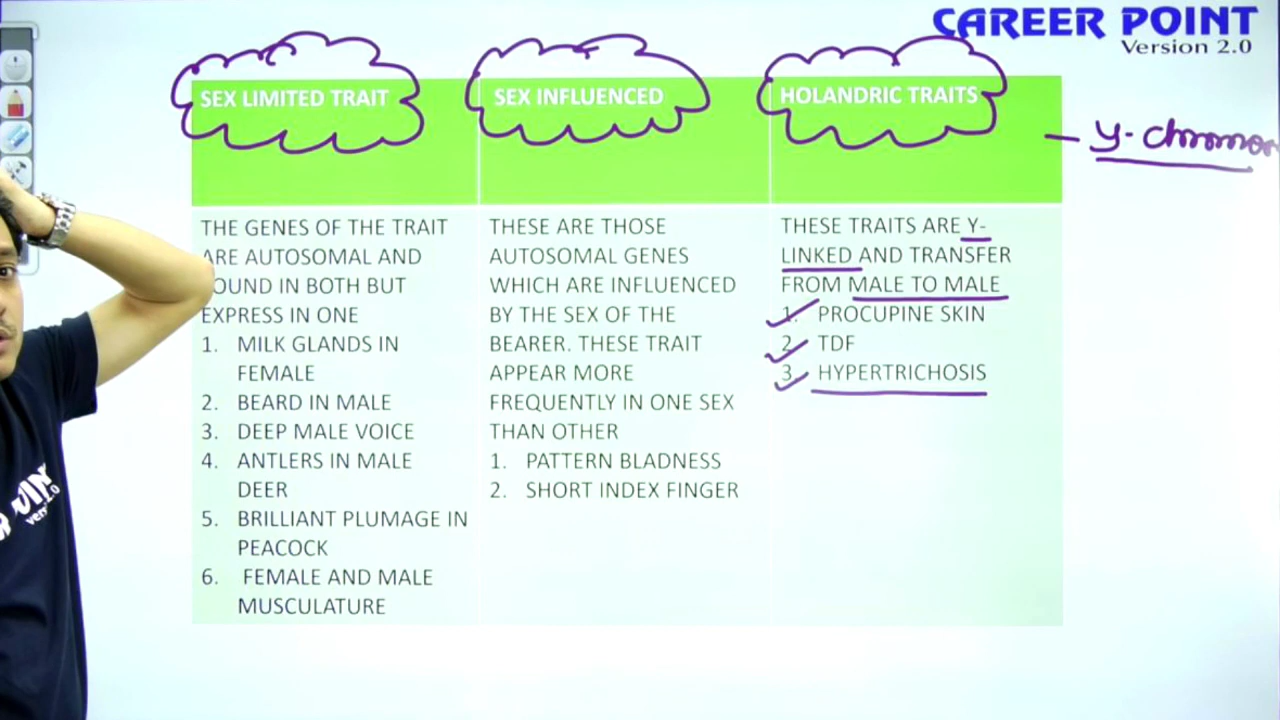 CAREER POINT
Version 2.0
SEX LIMITED TRAIT
SEX INFLUENCED
HOLANDRIC TRAITS
THE GENES OF THE TRAIT
ARE AUTOSOMAL AND
FOUND IN BOTH BUT
EXPRESS IN ONE
1. MILK GLANDS IN
FEMALE
2. BEARD IN MALE
3. DEEP MALE VOICE
4. ANTLERS IN MALE
DEER
5. BRILLIANT PLUMAGE IN
PEACOCK
6. FEMALE AND MALE
MUSCULATURE
THESE ARE THOSE
AUTOSOMAL GENES
WHICH ARE INFLUENCED
BY THE SEX OF THE
BEARER. THESE TRAIT
APPEAR MORE
FREQUENTLY IN ONE SEX
THAN OTHER
1. PATTERN BLADNESS
2. SHORT INDEX FINGER
THESE TRAITS ARE Y-
LINKED AND TRANSFER
FROM MALE TO MALE
1. PROCUPINE SKIN
2. TDF
3. HYPERTRICHOSIS
y-